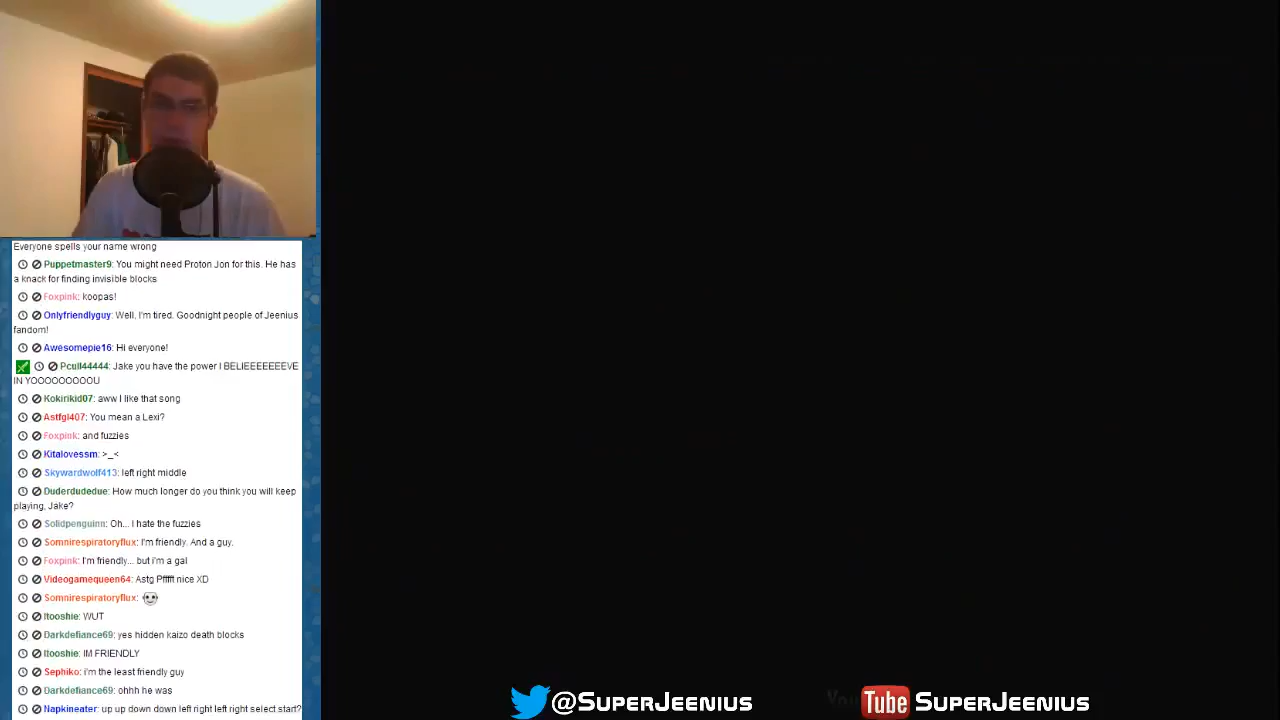 Everyone spells your name wrong
Puppetmaster9: You might need Proton Jon for this. He has
a knack for finding invisible blocks
Foxpink: koopas!
Onlyfriendlyguy: Well, I'm tired. Goodnight people of Jeenius
fandom!
Awesomepie16: Hi everyone!
Pcull44444: Jake you have the power I BELIEEEEEEEVE
IN YOOOOOOOOOU
Kokirikid07: aww I like that song
Astfgl407: You mean a Lexi?
Foxpink: and fuzzies
Kitalovessm: >_<
Skywardwolf413: left right middle
Duderdudedue: How much longer do you think you will keep
playing, Jake?
Solidpenguinn: Oh... I hate the fuzzies
Somnirespiratoryflux: I'm friendly. And a guy.
Foxpink: I'm friendly... but i'm a gal
Videogamequeen64: Astg Pffffft nice XD
Somnirespiratoryflux:
Itooshie: WUT
Darkdefiance69: yes hidden kaizo death blocks
Itooshie: IM FRIENDLY
Sephiko: i'm the least friendly guy
Darkdefiance69: ohhh he was
Napkineater: up up down down left right left right select.start?
@SuperJeenius
You Tube SuperJeenius